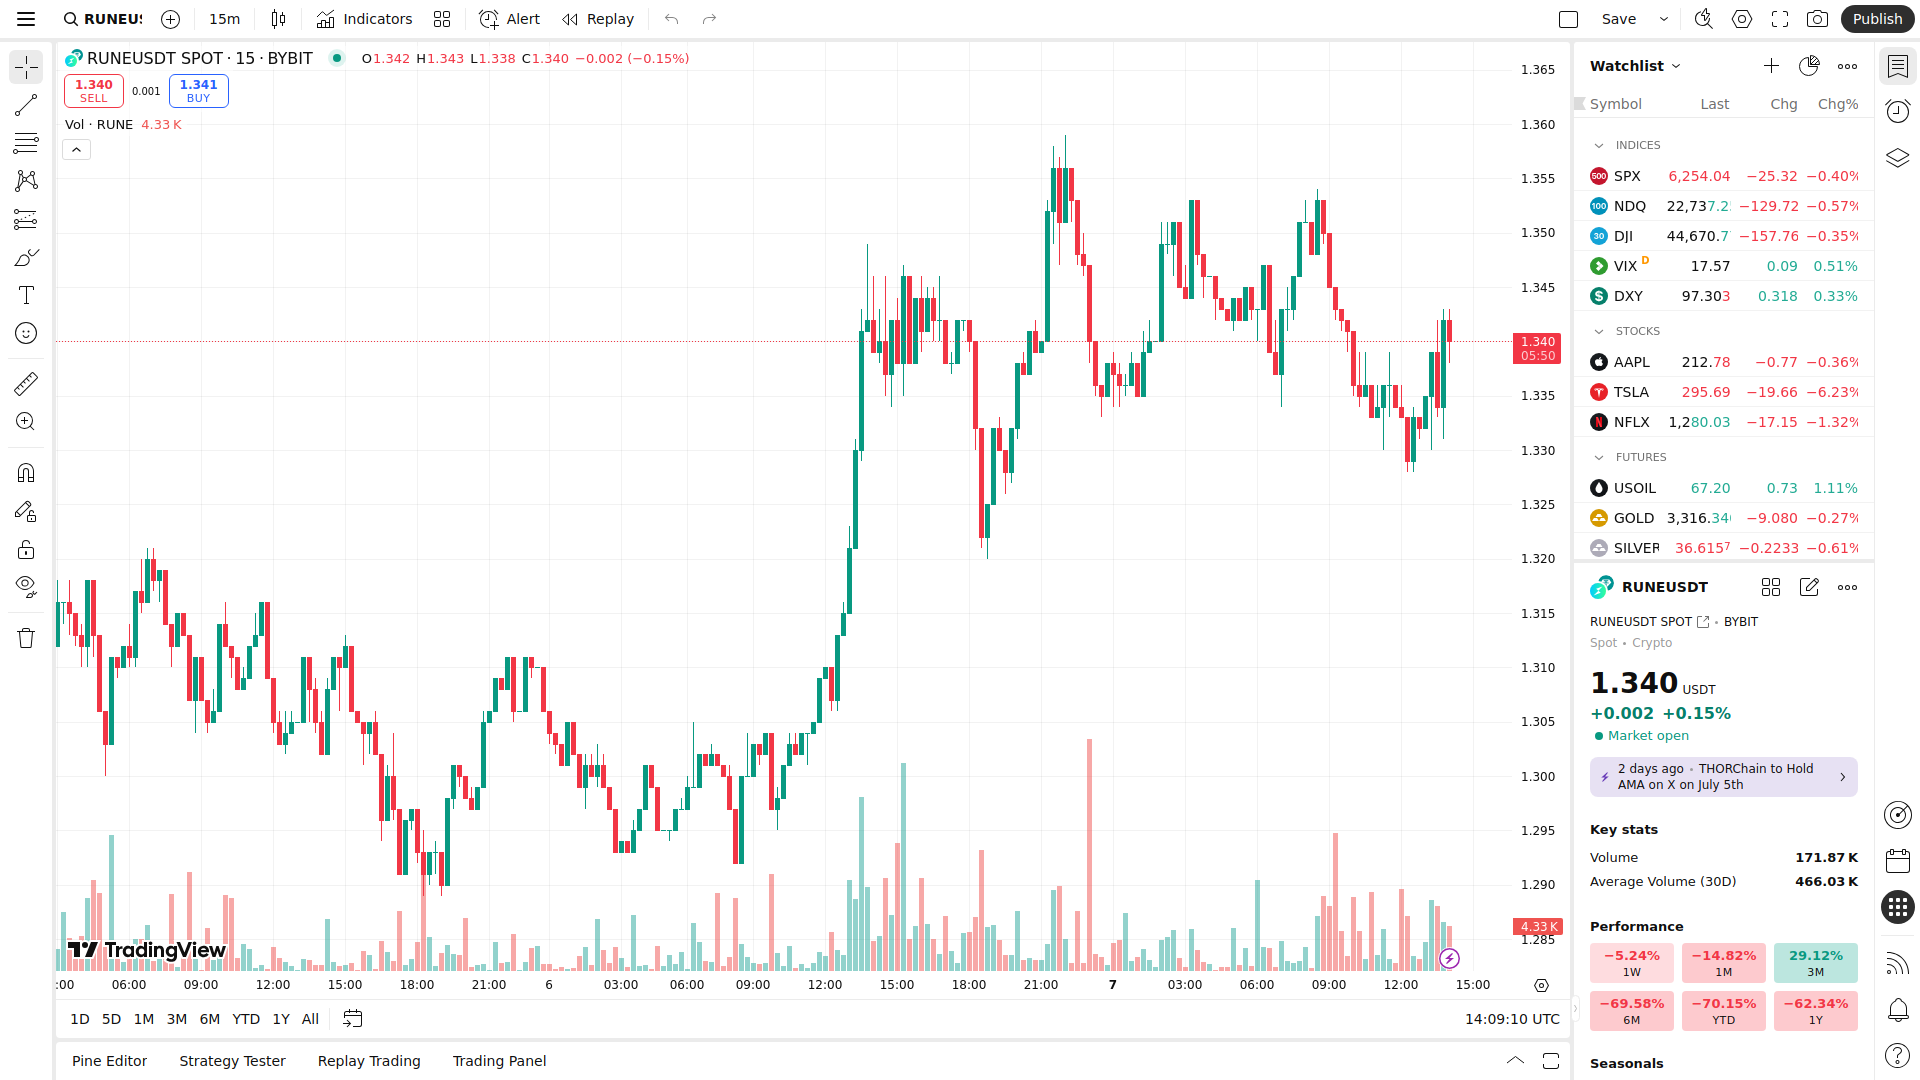 RUNEUS
15m
Indicators
Alert
Replay
Save
Publish
RUNEUSDT SPOT · 15 · BYBIT
O1.342 H1.343 L1.338 C1.340 −0.002 (−0.15%)
1.340
SELL
0.001
1.341
BUY
Vol · RUNE 4.33 K
1.365
1.360
1.355
1.350
1.345
1.340
05:50
1.335
1.330
1.325
1.320
1.315
1.310
1.305
1.300
1.295
1.290
4.33 K
1.285
TradingView
:00 06:00 09:00 12:00 15:00 18:00 21:00 6 03:00 06:00 09:00 12:00 15:00 18:00 21:00 7 03:00 06:00 09:00 12:00 15:00
1D 5D 1M 3M 6M YTD 1Y All
14:09:10 UTC
Pine Editor Strategy Tester Replay Trading Trading Panel
Watchlist
Symbol Last Chg Chg%
INDICES
500 SPX 6,254.04 −25.32 −0.40%
100 NDQ 22,737.2 −129.72 −0.57%
30 DJI 44,670.7 −157.76 −0.35%
VIX D 17.57 0.09 0.51%
$ DXY 97.303 0.318 0.33%
STOCKS
AAPL 212.78 −0.77 −0.36%
TSLA 295.69 −19.66 −6.23%
N NFLX 1,280.03 −17.15 −1.32%
FUTURES
USOIL 67.20 0.73 1.11%
GOLD 3,316.34 −9.080 −0.27%
SILVER 36.6157 −0.2233 −0.61%
RUNEUSDT
RUNEUSDT SPOT • BYBIT
Spot • Crypto
1.340 USDT
+0.002 +0.15%
Market open
2 days ago • THORChain to Hold
AMA on X on July 5th
Key stats
Volume 171.87 K
Average Volume (30D) 466.03 K
Performance
−5.24% −14.82% 29.12%
1W 1M 3M
−69.58% −70.15% −62.34%
6M YTD 1Y
Seasonals